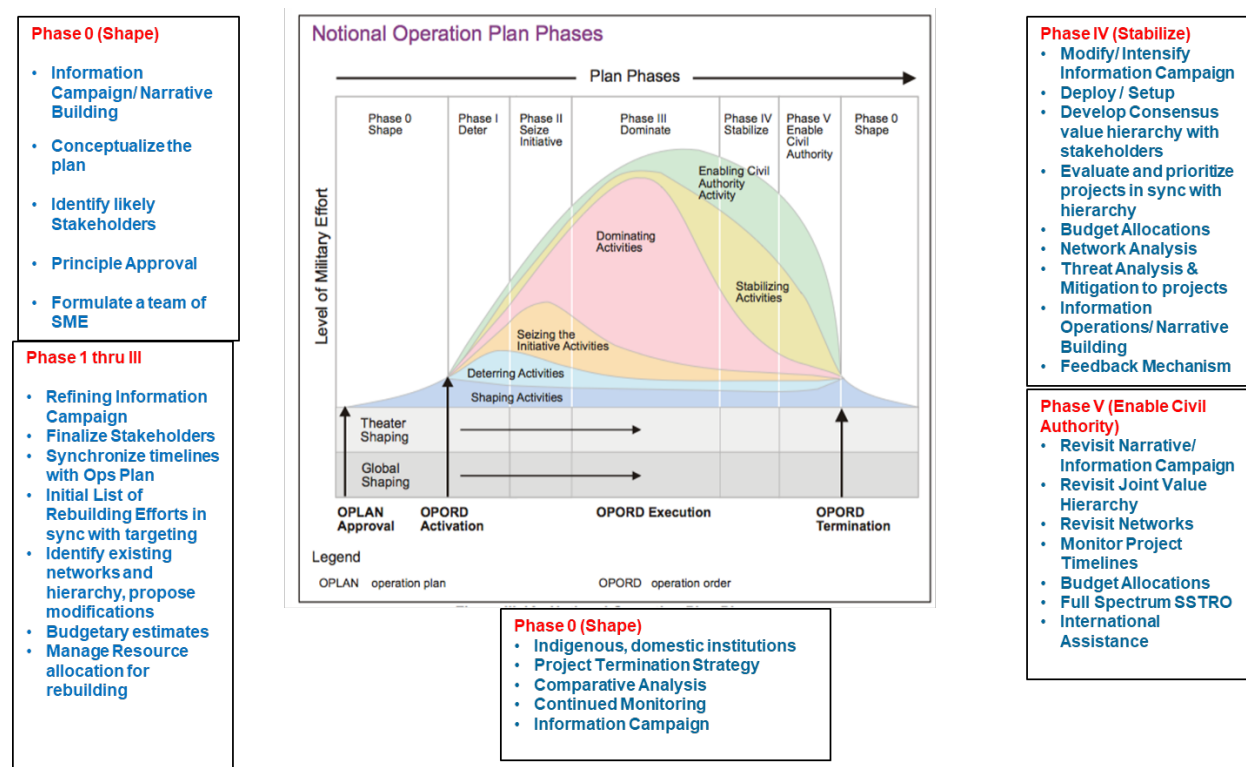 Phase 0 (Shape)
• Information
Campaign/ Narrative
Building
• Conceptualize the
plan
• Identify likely
Stakeholders
• Principle Approval
• Formulate a team of
SME
Phase 1 thru III
• Refining Information
Campaign
• Finalize Stakeholders
• Synchronize timelines
with Ops Plan
• Initial List of
Rebuilding Efforts in
sync with targeting
• Identify existing
networks and
hierarchy, propose
modifications
• Budgetary estimates
• Manage Resource
allocation for
rebuilding
Notional Operation Plan Phases
Plan Phases
Level of Military Effort
Phase 0
Shape
Phase I
Deter
Phase II
Seize
Initiative
Phase III
Dominate
Phase IV
Stabilize
Phase V
Enable
Civil
Authority
Phase 0
Shape
Enabling Civil
Authority
Activity
Dominating
Activities
Stabilizing
Activities
Seizing the
Initiative Activities
Deterring Activities
Shaping Activities
Theater
Shaping
Global
Shaping
OPLAN
Approval
OPORD
Activation
OPORD Execution
OPORD
Termination
Legend
OPLAN operation plan
OPORD operation order
Phase 0 (Shape)
• Indigenous, domestic institutions
• Project Termination Strategy
• Comparative Analysis
• Continued Monitoring
• Information Campaign
Phase IV (Stabilize)
• Modify/ Intensify
Information Campaign
• Deploy / Setup
• Develop Consensus
value hierarchy with
stakeholders
• Evaluate and prioritize
projects in sync with
hierarchy
• Budget Allocations
• Network Analysis
• Threat Analysis &
Mitigation to projects
• Information
Operations/ Narrative
Building
• Feedback Mechanism
Phase V (Enable Civil
Authority)
• Revisit Narrative/
Information Campaign
• Revisit Joint Value
Hierarchy
• Revisit Networks
• Monitor Project
Timelines
• Budget Allocations
• Full Spectrum SSTRO
• International
Assistance